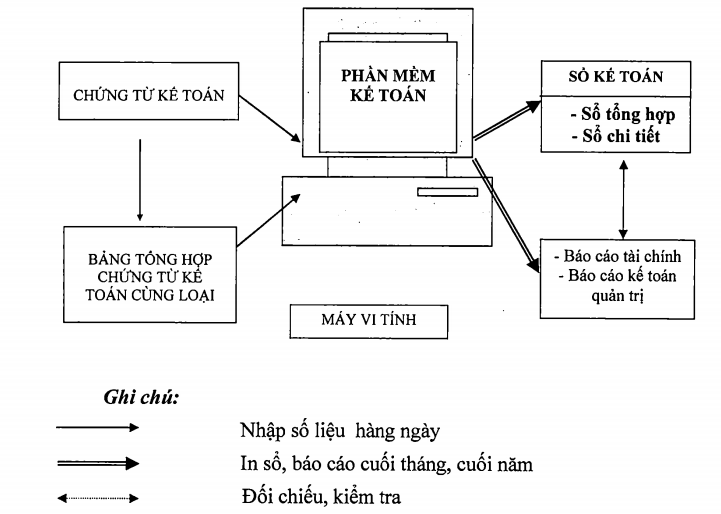 CHỨNG TỪ KẾ TOÁN
PHẦN MỀM
KẾ TOÁN
SỔ KẾ TOÁN
- Sổ tổng hợp
- Sổ chi tiết
BẢNG TỔNG HỢP
CHỨNG TỪ KẾ
TOÁN CÙNG LOẠI
- Báo cáo tài chính
- Báo cáo kế toán
quản trị
MÁY VI TÍNH
Ghi chú:
Nhập số liệu hàng ngày
In sổ, báo cáo cuối tháng, cuối năm
Đối chiếu, kiểm tra